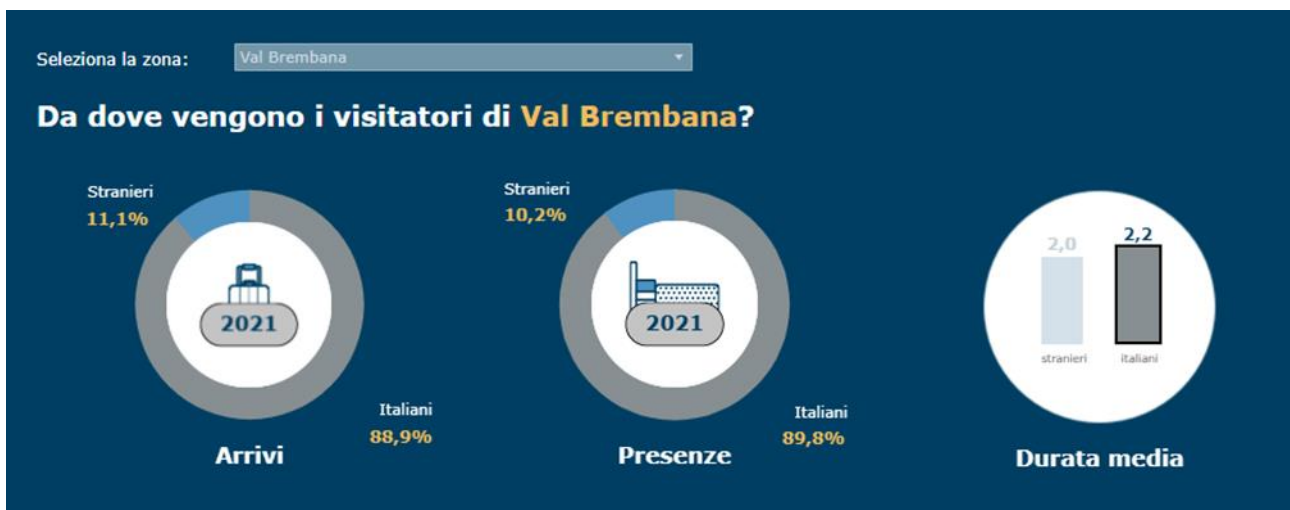 Seleziona la zona:
Val Brembana
Da dove vengono i visitatori di Val Brembana?
Stranieri
11,1%
2021
Italiani
88,9%
Arrivi
Stranieri
10,2%
2021
Italiani
89,8%
Presenze
2,0
2,2
stranieri
italiani
Durata media